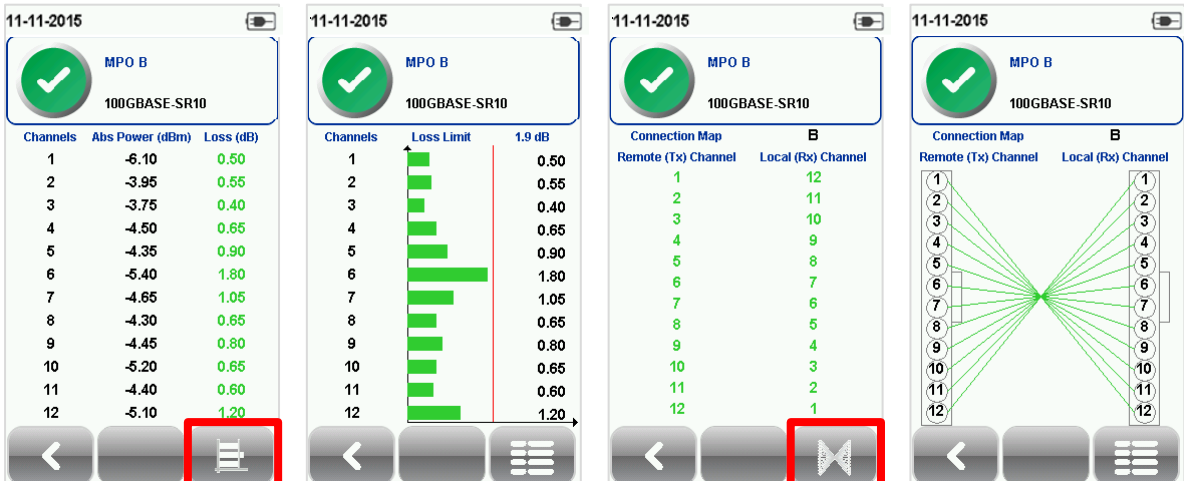 11-11-2015
MPO B
100GBASE-SR10
Channels Abs Power (dBm) Loss (dB)
1 -6.10 0.50
2 -3.95 0.55
3 -3.75 0.40
4 -4.50 0.65
5 -4.35 0.90
6 -5.40 1.80
7 -4.65 1.05
8 -4.30 0.65
9 -4.45 0.80
10 -5.20 0.65
11 -4.40 0.60
12 -5.10 1.20
11-11-2015
MPO B
100GBASE-SR10
Channels Loss Limit 1.9 dB
1 0.50
2 0.55
3 0.40
4 0.65
5 0.90
6 1.80
7 1.05
8 0.65
9 0.80
10 0.65
11 0.60
12 1.20
11-11-2015
MPO B
100GBASE-SR10
Connection Map B
Remote (Tx) Channel Local (Rx) Channel
1 12
2 11
3 10
4 9
5 8
6 7
7 6
8 5
9 4
10 3
11 2
12 1
11-11-2015
MPO B
100GBASE-SR10
Connection Map B
Remote (Tx) Channel Local (Rx) Channel
1 1
2 2
3 3
4 4
5 5
6 6
7 7
8 8
9 9
10 10
11 11
12 12